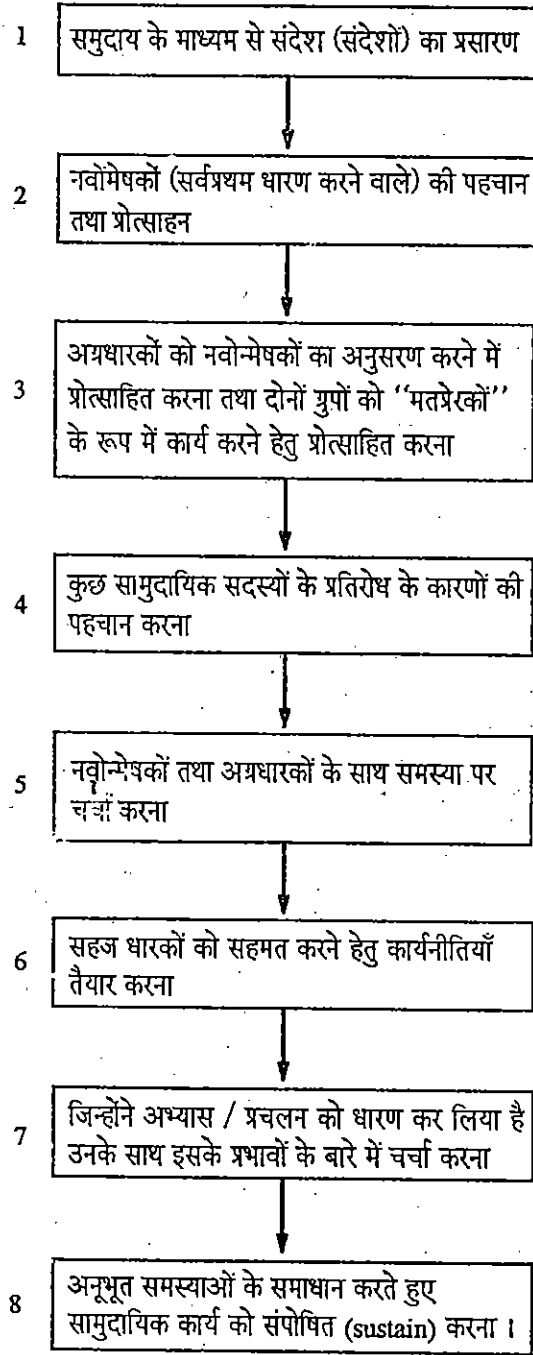 1 समुदाय के माध्यम से संदेश (संदेशों) का प्रसारण
2 नवोंमेषकों (सर्वप्रथम धारण करने वाले) की पहचान
तथा प्रोत्साहन
3 अग्रधारकों को नवोन्मेषकों का अनुसरण करने में
प्रोत्साहित करना तथा दोनों ग्रुपों को “मतप्रेरकों”
के रूप में कार्य करने हेतु प्रोत्साहित करना
4 कुछ सामुदायिक सदस्यों के प्रतिरोध के कारणों की
पहचान करना
5 नवोन्मेषकों तथा अग्रधारकों के साथ समस्या पर
चर्चा करना
6 सहज धारकों को सहमत करने हेतु कार्यनीतियाँ
तैयार करना
7 जिन्होंने अभ्यास / प्रचलन को धारण कर लिया है
उनके साथ इसके प्रभावों के बारे में चर्चा करना
8 अनूभूत समस्याओं के समाधान करते हुए
सामुदायिक कार्य को संपोषित (sustain) करना ।